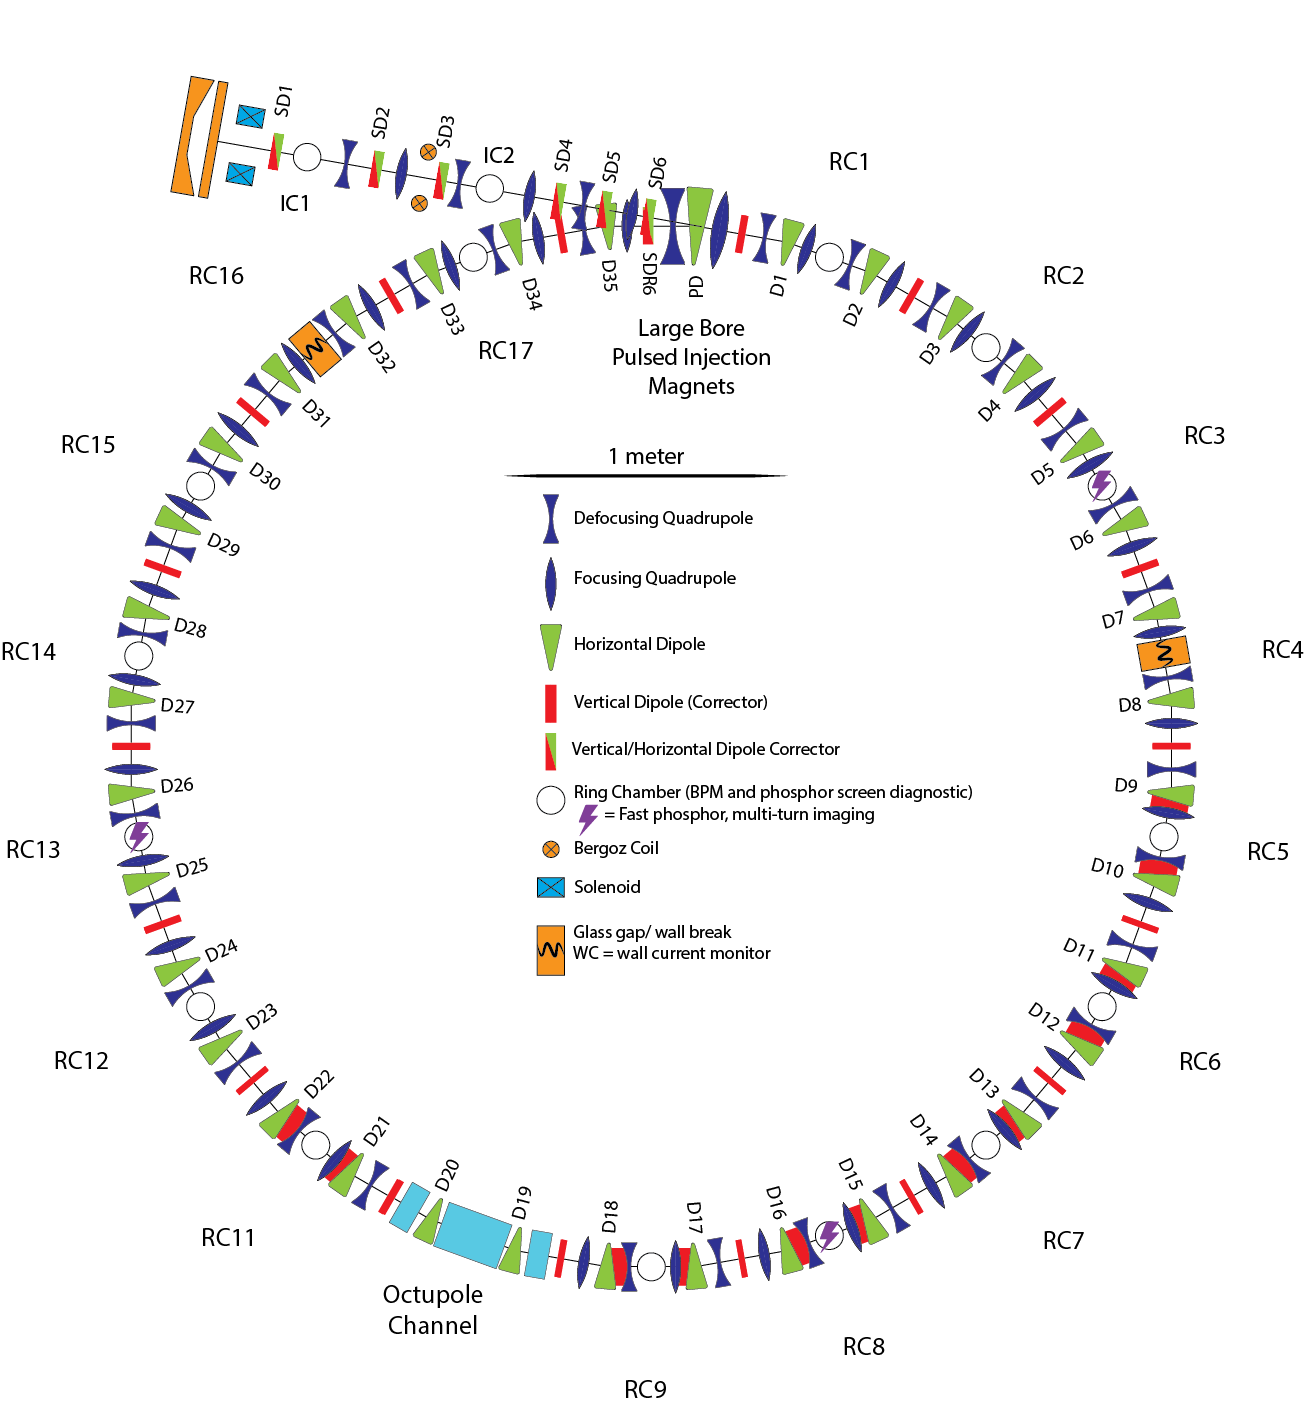 SD1
SD2
SD3
SD4
SD5
SD6
IC1
IC2
RC1
RC2
RC3
RC4
RC5
RC6
RC7
RC8
RC9
RC11
RC12
RC13
RC14
RC15
RC16
RC17
SDR6
PD
D1
D2
D3
D4
D5
D6
D7
D8
D9
D10
D11
D12
D13
D14
D15
D16
D17
D18
D19
D20
D21
D22
D23
D24
D25
D26
D27
D28
D29
D30
D31
D32
D33
D34
D35
Large Bore
Pulsed Injection
Magnets
1 meter
Defocusing Quadrupole
Focusing Quadrupole
Horizontal Dipole
Vertical Dipole (Corrector)
Vertical/Horizontal Dipole Corrector
Ring Chamber (BPM and phosphor screen diagnostic)
= Fast phosphor, multi-turn imaging
Bergoz Coil
Solenoid
Glass gap/ wall break
WC = wall current monitor
Octupole
Channel